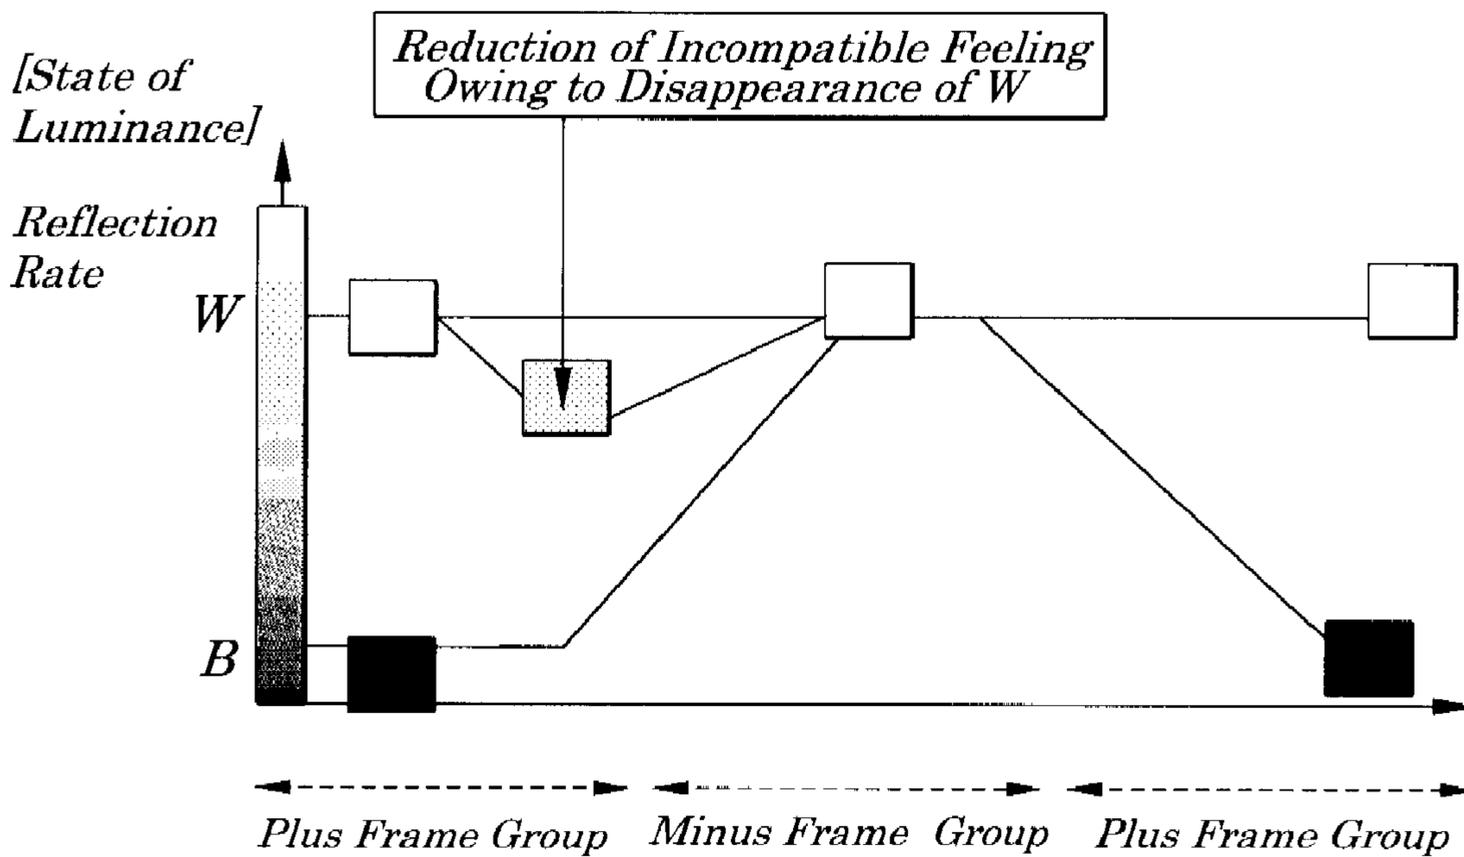 Reduction of Incompatible Feeling
Owing to Disappearance of W
[State of
Luminance]
Reflection
Rate
W
B
Plus Frame Group
Minus Frame Group
Plus Frame Group